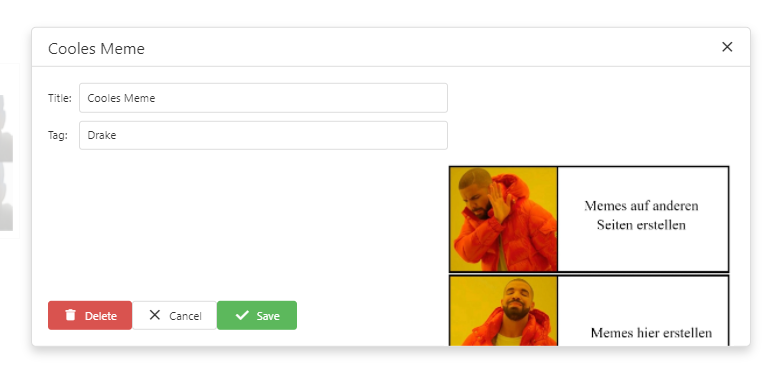 Cooles Meme
Title: Cooles Meme
Tag: Drake
Memes auf anderen
Seiten erstellen
Memes hier erstellen
Delete Cancel Save